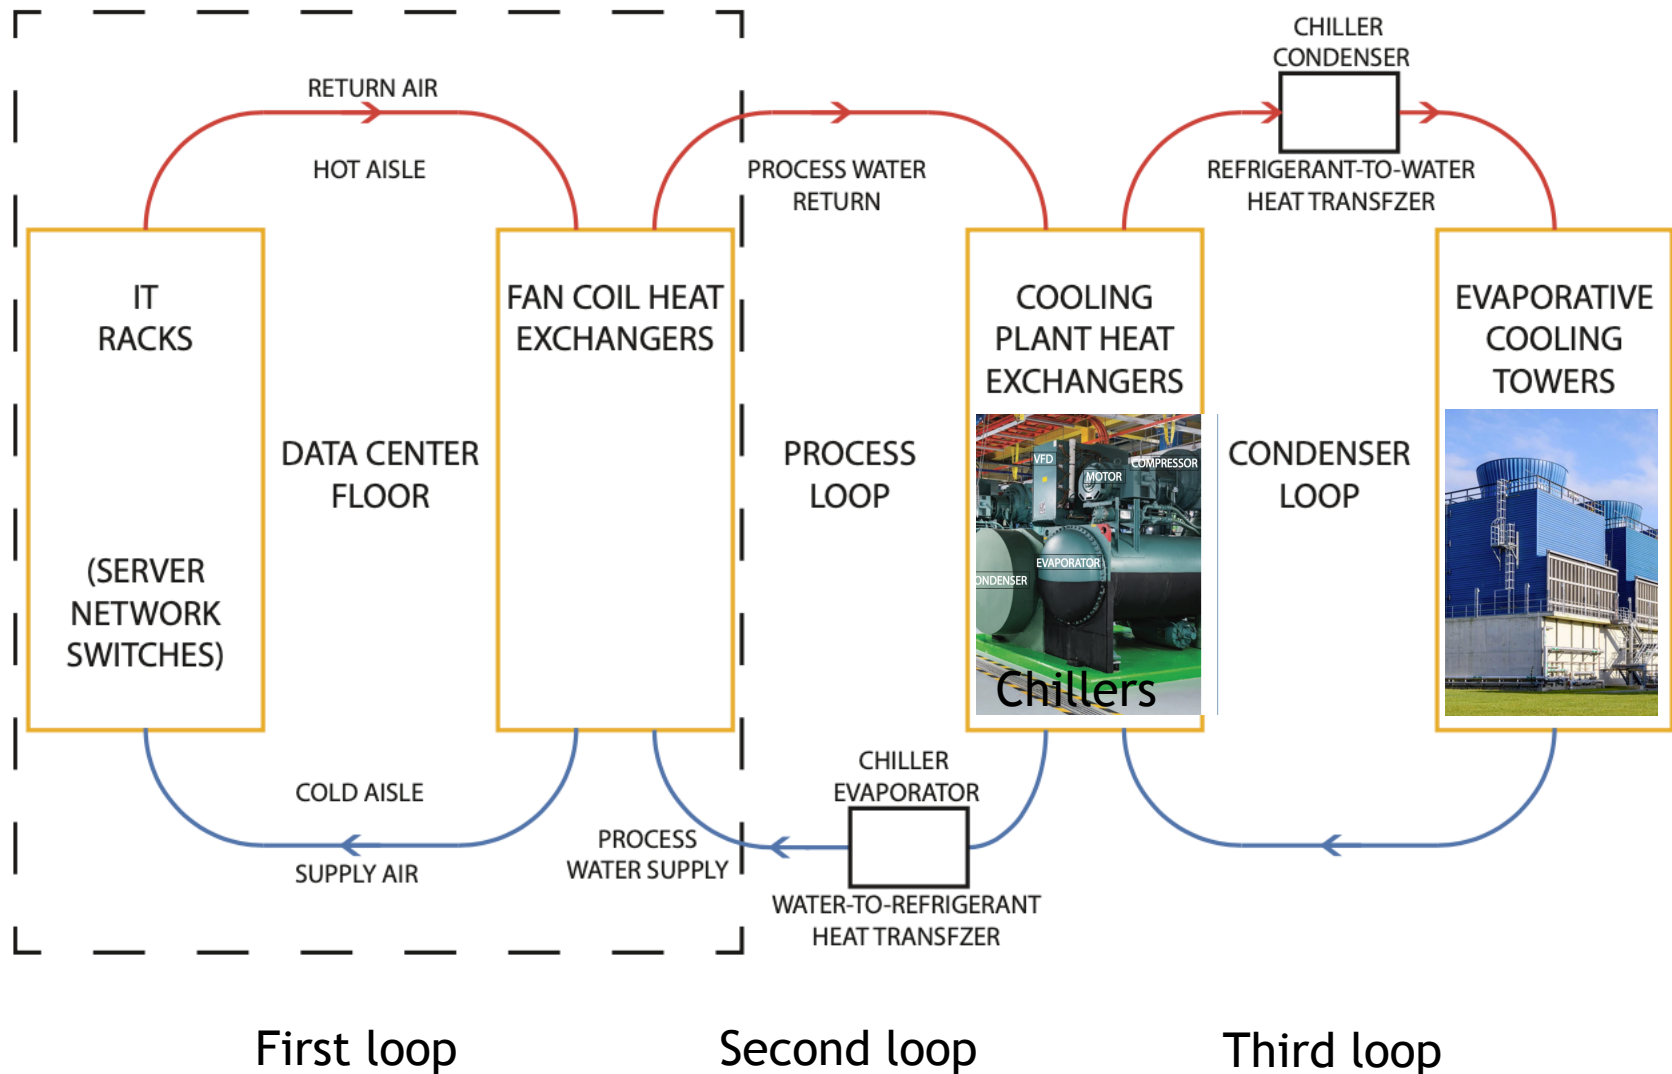 CHILLER
CONDENSER
RETURN AIR
HOT AISLE
PROCESS WATER
RETURN
REFRIGERANT-TO-WATER
HEAT TRANSFZER
IT
RACKS
(SERVER
NETWORK
SWITCHES)
DATA CENTER
FLOOR
FAN COIL HEAT
EXCHANGERS
PROCESS
LOOP
COOLING
PLANT HEAT
EXCHANGERS
VFD
MOTOR
COMPRESSOR
EVAPORATOR
ONDENSER
Chillers
CONDENSER
LOOP
EVAPORATIVE
COOLING
TOWERS
COLD AISLE
SUPPLY AIR
PROCESS
WATER SUPPLY
CHILLER
EVAPORATOR
WATER-TO-REFRIGERANT
HEAT TRANSFZER
First loop
Second loop
Third loop